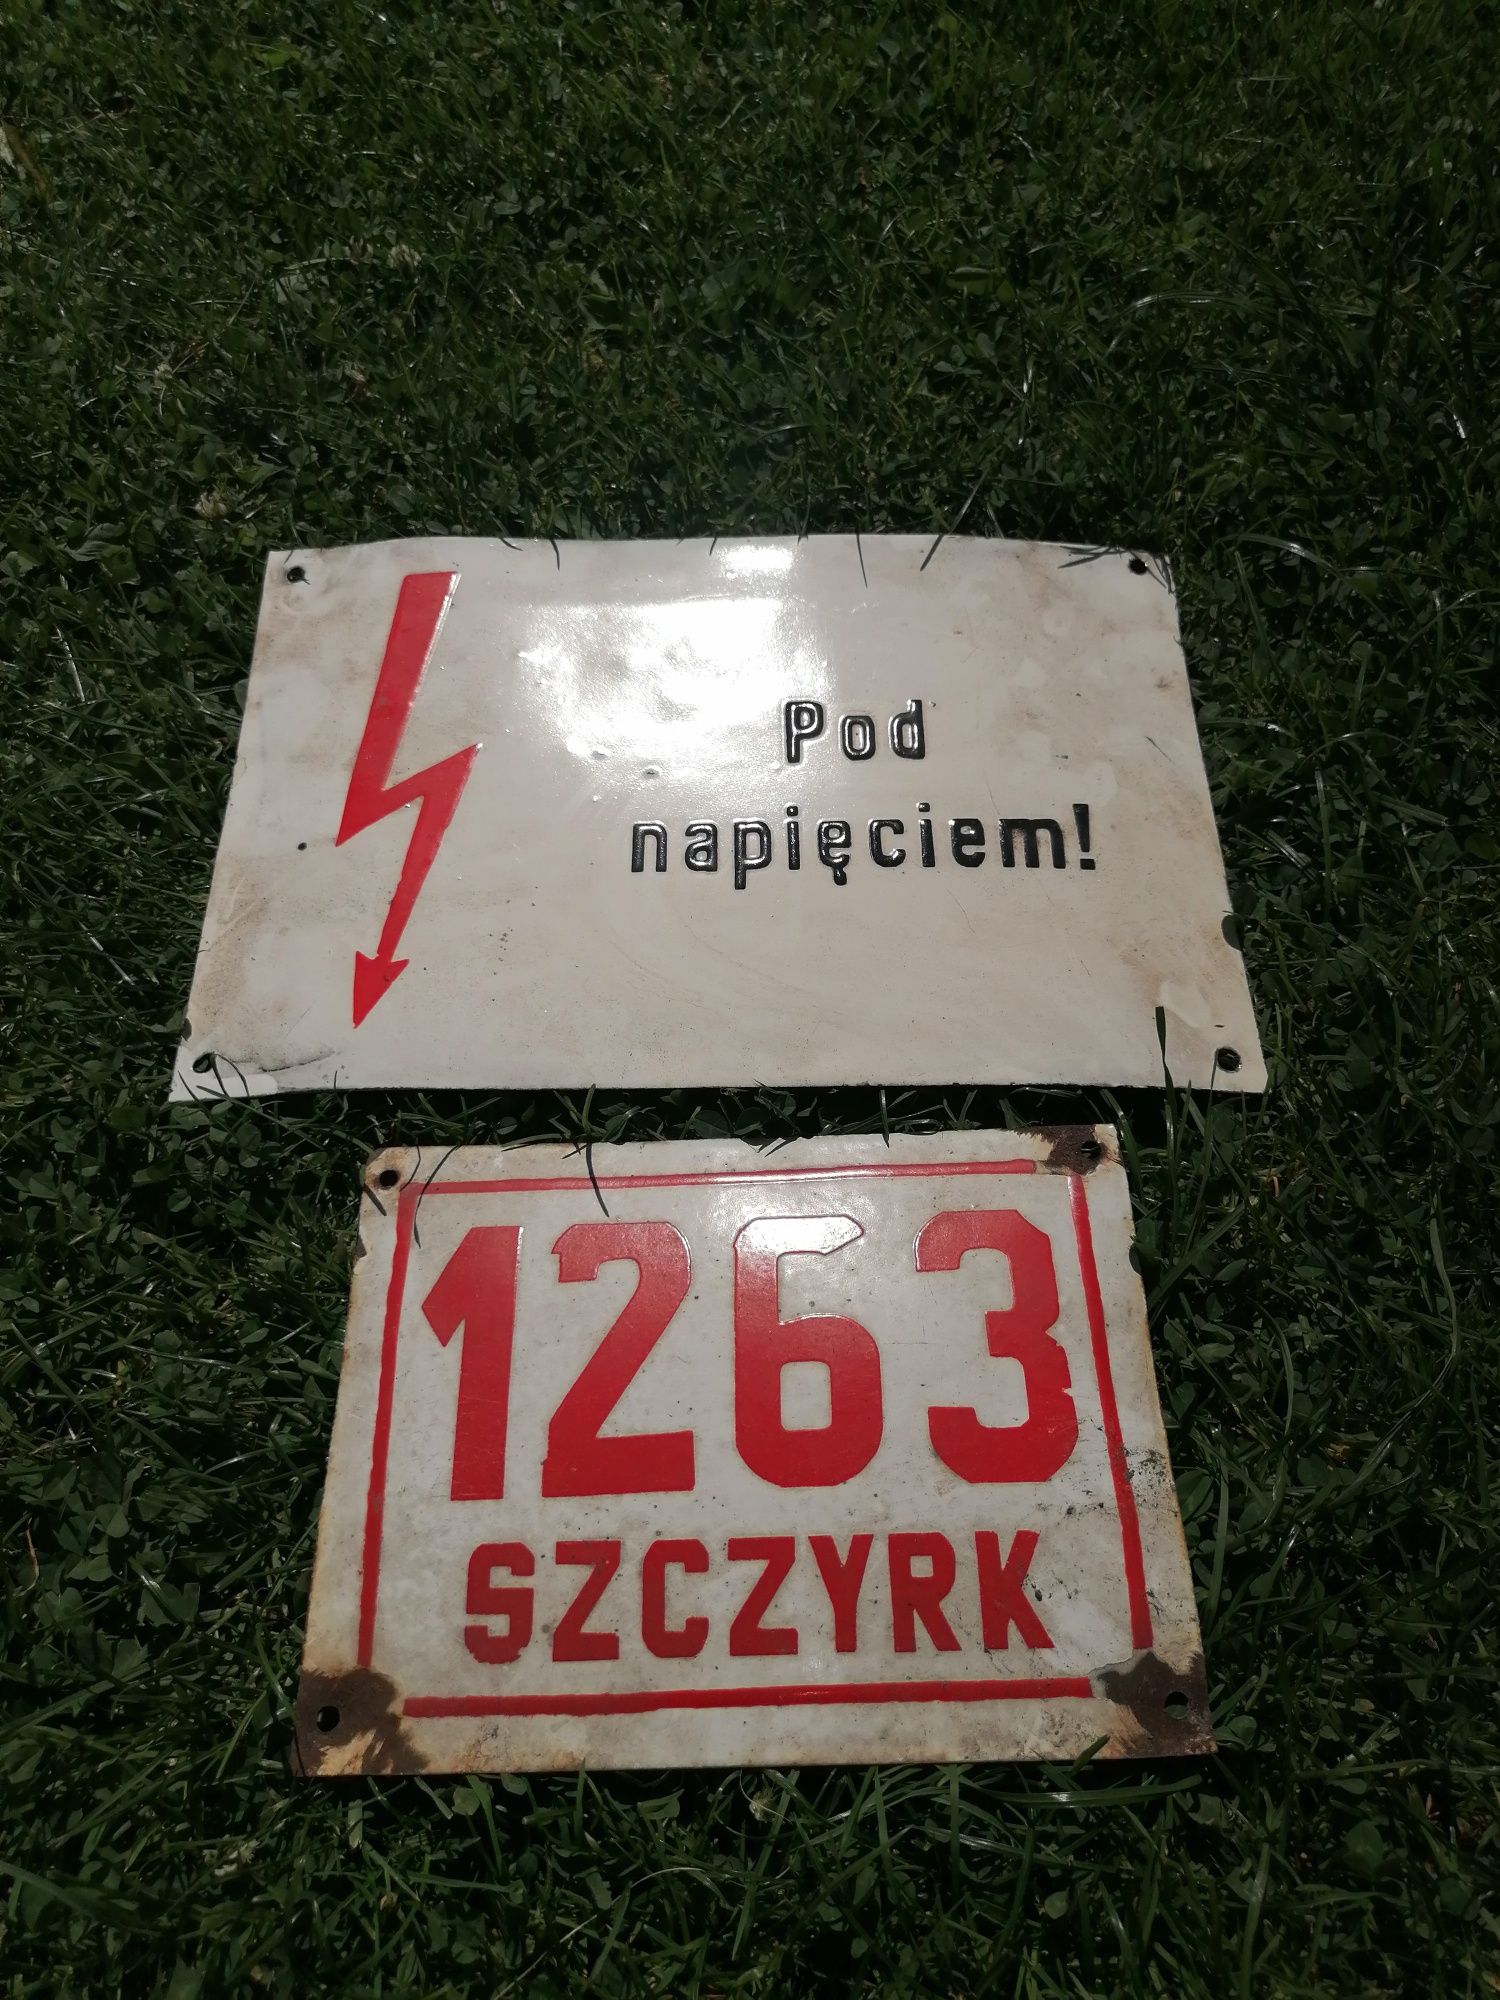 Pod
napięciem!
1263
SZCZYRK